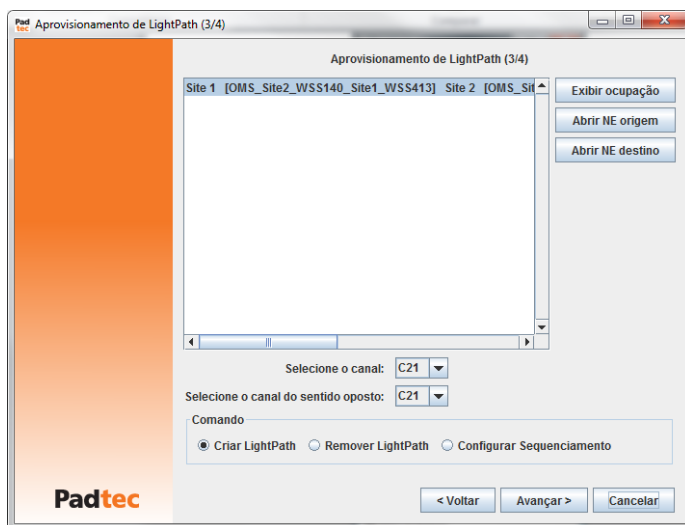 Pad
tec
Aprovisionamento de LightPath (3/4)
Aprovisionamento de LightPath (3/4)
Site 1 [OMS_Site2_WSS140_Site1_WSS413] Site 2 [OMS_Sit
Exibir ocupação
Abrir NE origem
Abrir NE destino
Selecione o canal: C21
Selecione o canal do sentido oposto: C21
Comando
Criar LightPath Remover LightPath Configurar Sequenciamento
Padtec
< Voltar Avançar > Cancelar